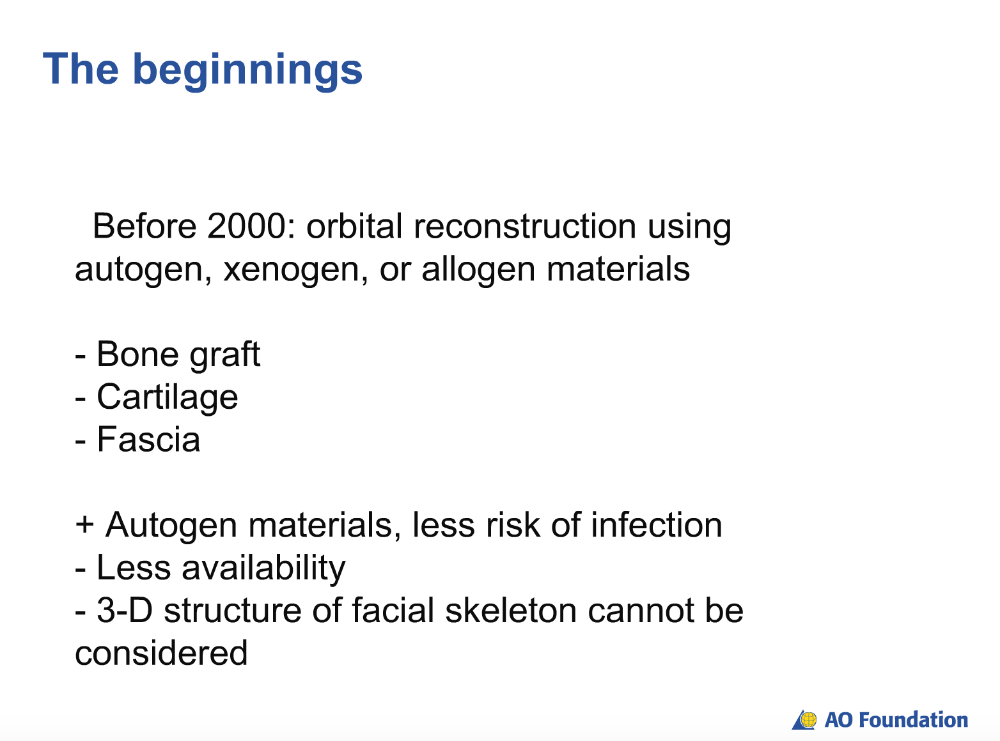 The beginnings
Before 2000: orbital reconstruction using
autogen, xenogen, or allogen materials
- Bone graft
- Cartilage
- Fascia
+ Autogen materials, less risk of infection
- Less availability
- 3-D structure of facial skeleton cannot be
considered
AO Foundation